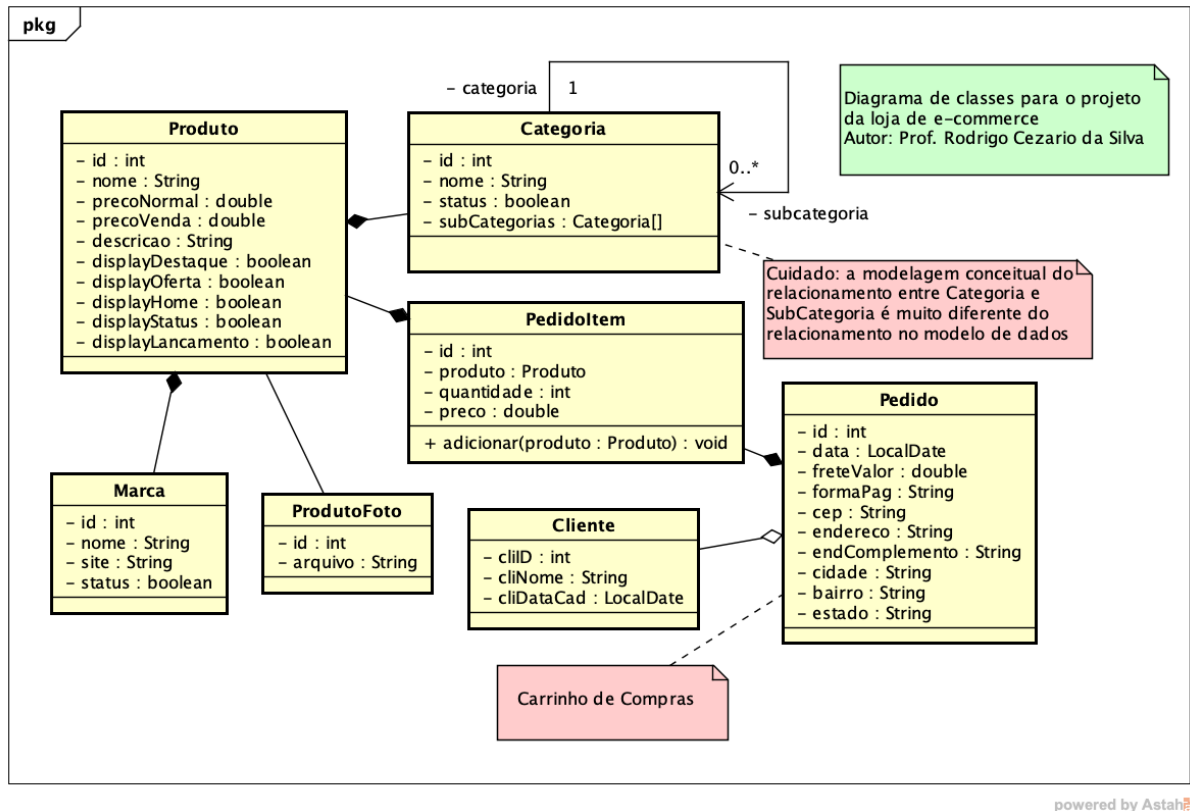 pkg
- categoria
1
0..*
- subcategoria
Diagrama de classes para o projeto
da loja de e-commerce
Autor: Prof. Rodrigo Cezario da Silva
Produto
- id : int
- nome : String
- precoNormal : double
- precoVenda : double
- descricao : String
- displayDestaque : boolean
- displayOferta : boolean
- displayHome : boolean
- displayStatus : boolean
- displayLancamento : boolean
Categoria
- id : int
- nome : String
- status : boolean
- subCategorias : Categoria[]
Cuidado: a modelagem conceitual do
relacionamento entre Categoria e
SubCategoria é muito diferente do
relacionamento no modelo de dados
PedidoItem
- id : int
- produto : Produto
- quantidade : int
- preco : double
+ adicionar(produto : Produto) : void
Pedido
- id : int
- data : LocalDate
- freteValor : double
- formaPag : String
- cep : String
- endereco : String
- endComplemento : String
- cidade : String
- bairro : String
- estado : String
Marca
- id : int
- nome : String
- site : String
- status : boolean
ProdutoFoto
- id : int
- arquivo : String
Cliente
- cliID : int
- cliNome : String
- cliDataCad : LocalDate
Carrinho de Compras
powered by Astah